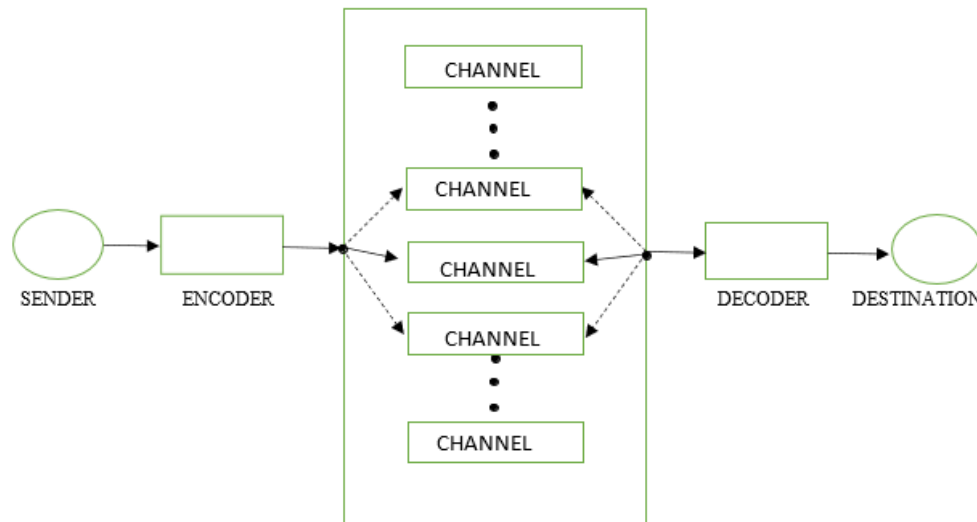 CHANNEL
CHANNEL
CHANNEL
SENDER
ENCODER
DECODER
DESTINATION
CHANNEL
CHANNEL